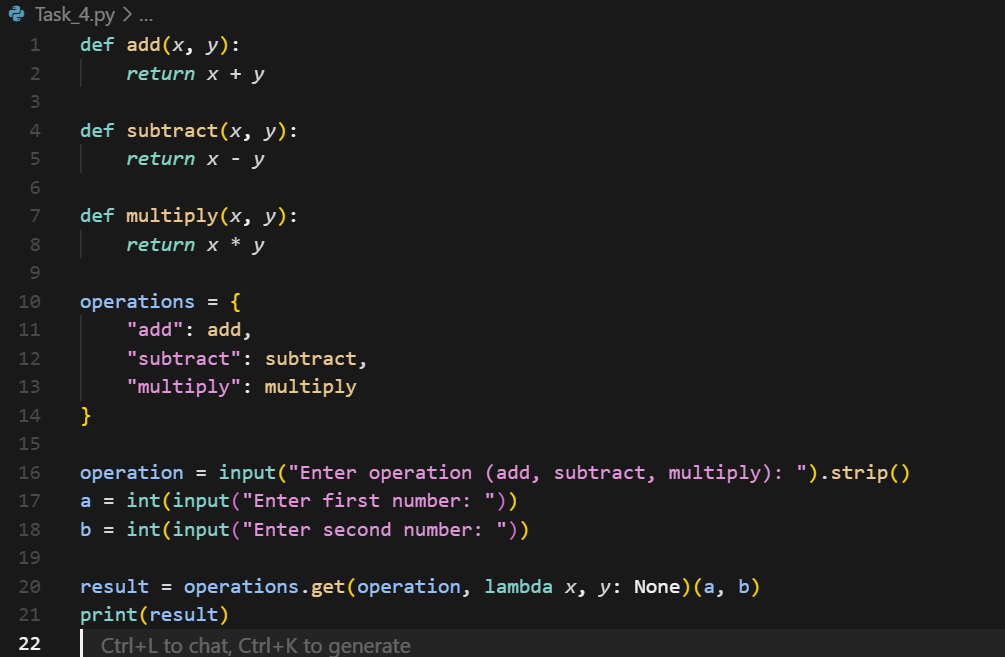 Task_4.py > ...
1 def add(x, y):
2     return x + y
3
4 def subtract(x, y):
5     return x - y
6
7 def multiply(x, y):
8     return x * y
9
10 operations = {
11     "add": add,
12     "subtract": subtract,
13     "multiply": multiply
14 }
15
16 operation = input("Enter operation (add, subtract, multiply): ").strip()
17 a = int(input("Enter first number: "))
18 b = int(input("Enter second number: "))
19
20 result = operations.get(operation, lambda x, y: None)(a, b)
21 print(result)
22 Ctrl+L to chat, Ctrl+K to generate